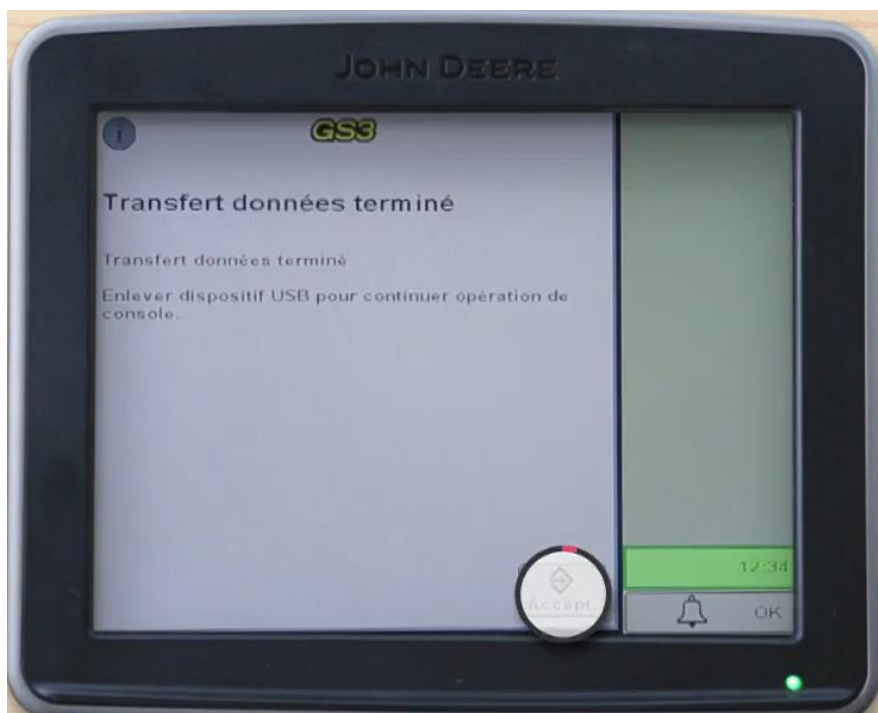 JOHN DEERE
i
GS3
Transfert données terminé
Transfert données terminé
Enlever dispositif USB pour continuer opération de
console.
12:34
Accept.
OK